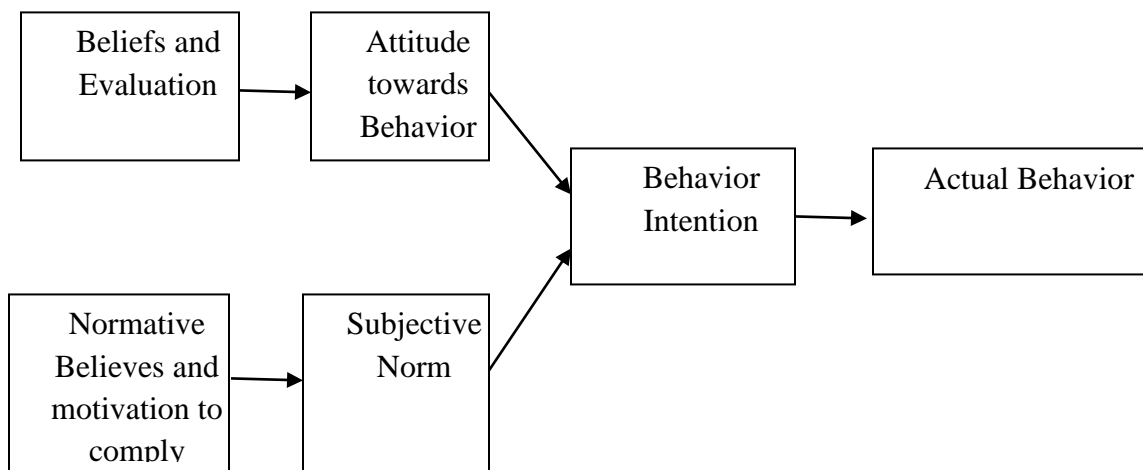 Beliefs and
Evaluation
Attitude
towards
Behavior
Behavior
Intention
Actual Behavior
Normative
Believes and
motivation to
comply
Subjective
Norm